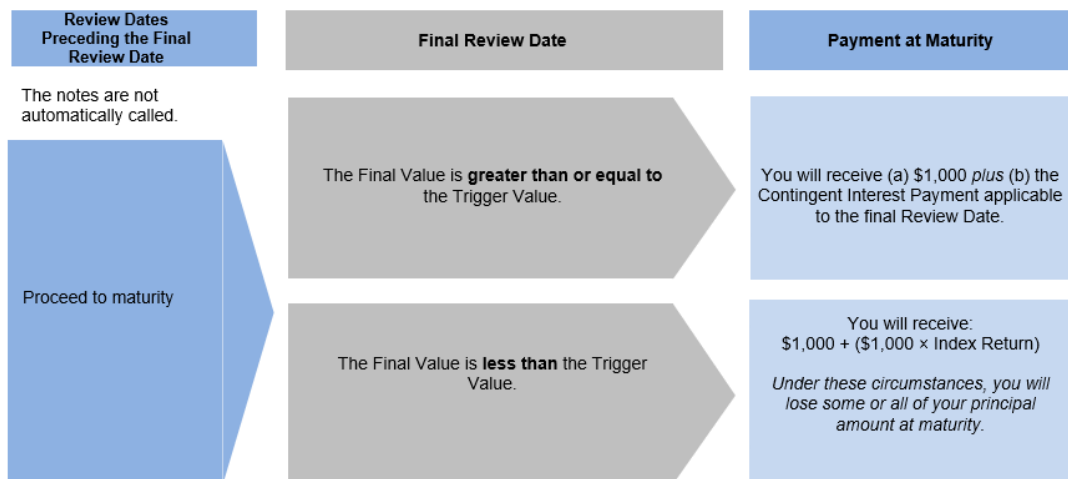 Review Dates
Preceding the Final
Review Date
Final Review Date
Payment at Maturity
The notes are not
automatically called.
Proceed to maturity
The Final Value is greater than or equal to
the Trigger Value.
You will receive (a) $1,000 plus (b) the
Contingent Interest Payment applicable
to the final Review Date.
The Final Value is less than the Trigger
Value.
You will receive:
$1,000 + ($1,000 × Index Return)
Under these circumstances, you will
lose some or all of your principal
amount at maturity.